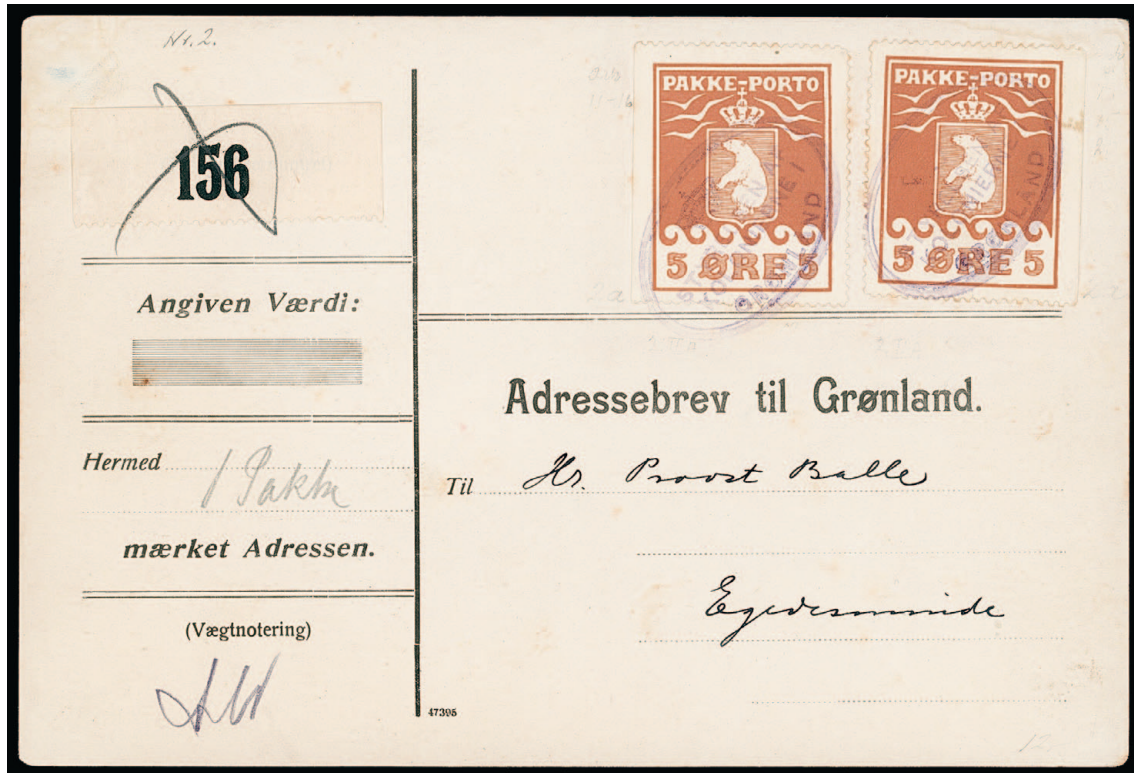 Nr. 2.
156
Angiven Værdi:
Hermed 1 Pakke
mærket Adressen.
(Vægtnotering)
PAKKE-PORTO
5 ØRE 5
PAKKE-PORTO
5 ØRE 5
Adressebrev til Grønland.
Til Hr. Provst Balle
Egedesminde
47395
12